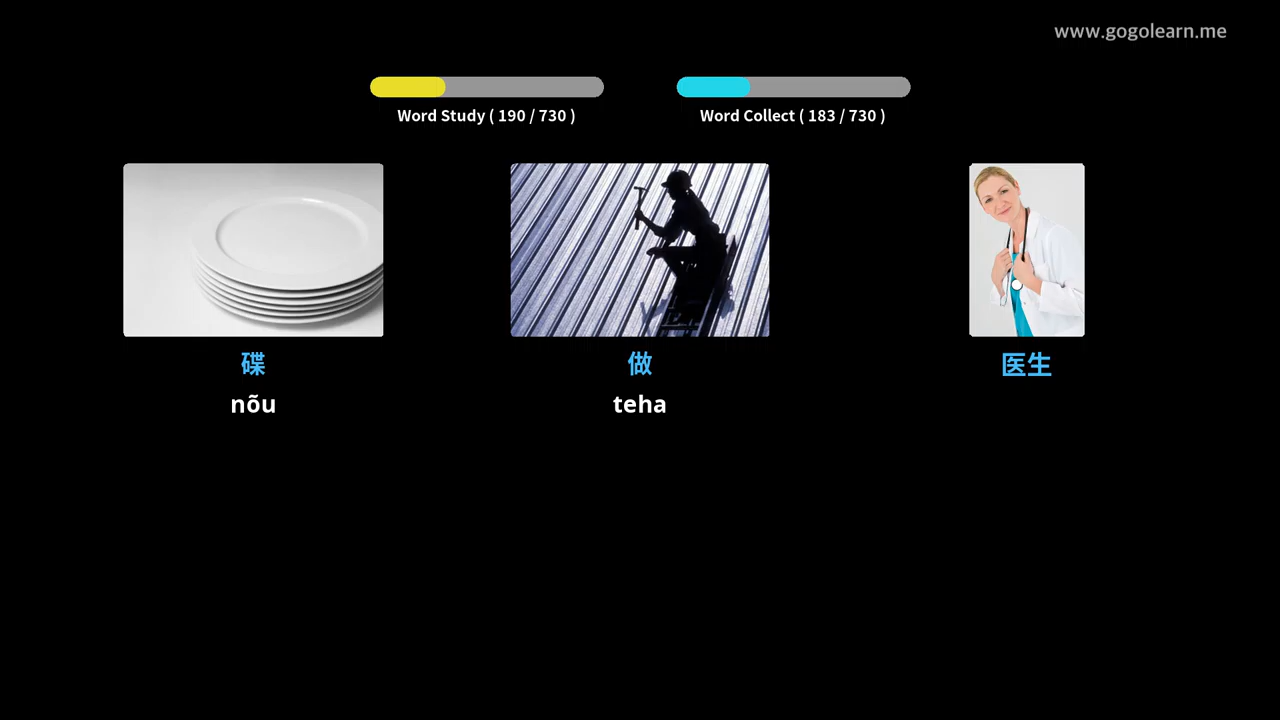 www.gogolearn.me
Word Study ( 190 / 730 )
Word Collect ( 183 / 730 )
碟
做
医生
nõu
teha